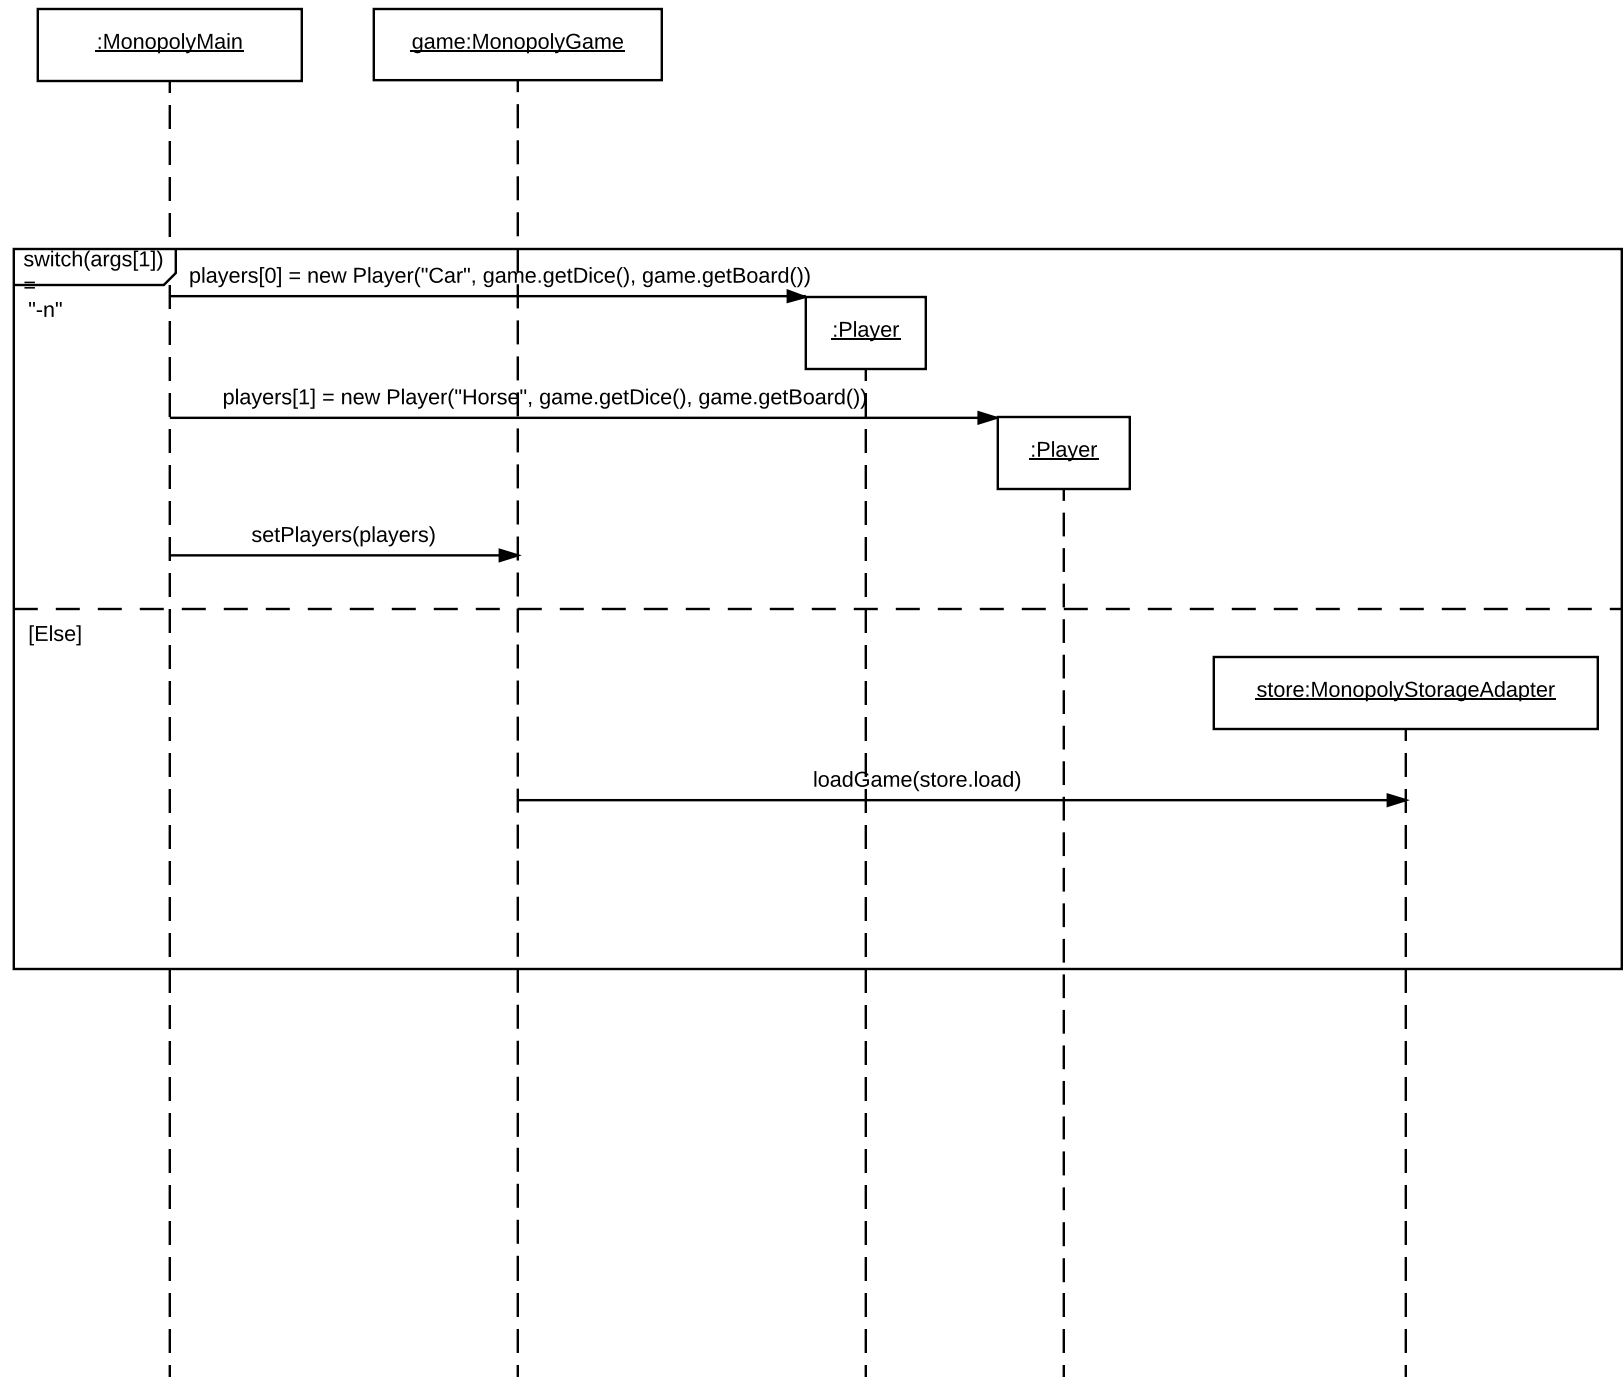 :MonopolyMain
game:MonopolyGame
switch(args[1])
=
"-n"
players[0] = new Player("Car", game.getDice(), game.getBoard())
:Player
players[1] = new Player("Horse", game.getDice(), game.getBoard())
:Player
setPlayers(players)
[Else]
store:MonopolyStorageAdapter
loadGame(store.load)